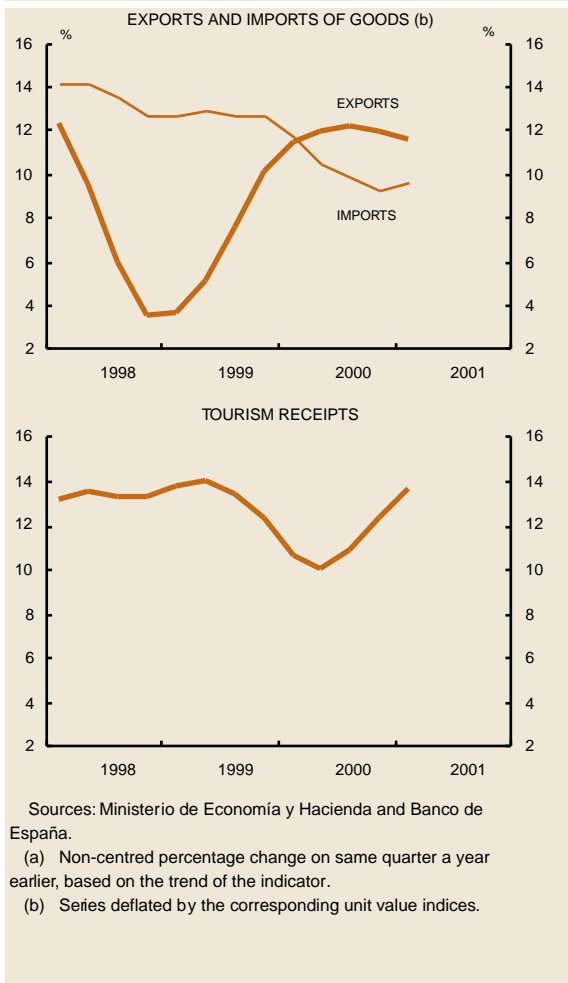 EXPORTS AND IMPORTS OF GOODS (b)
% %
16 16
14 14
EXPORTS
12 12
10 10
IMPORTS
8 8
6 6
4 4
2 2
1998 1999 2000 2001
TOURISM RECEIPTS
16 16
14 14
12 12
10 10
8 8
6 6
4 4
2 2
1998 1999 2000 2001
Sources: Ministerio de Economía y Hacienda and Banco de
España.
(a) Non-centred percentage change on same quarter a year
earlier, based on the trend of the indicator.
(b) Series deflated by the corresponding unit value indices.